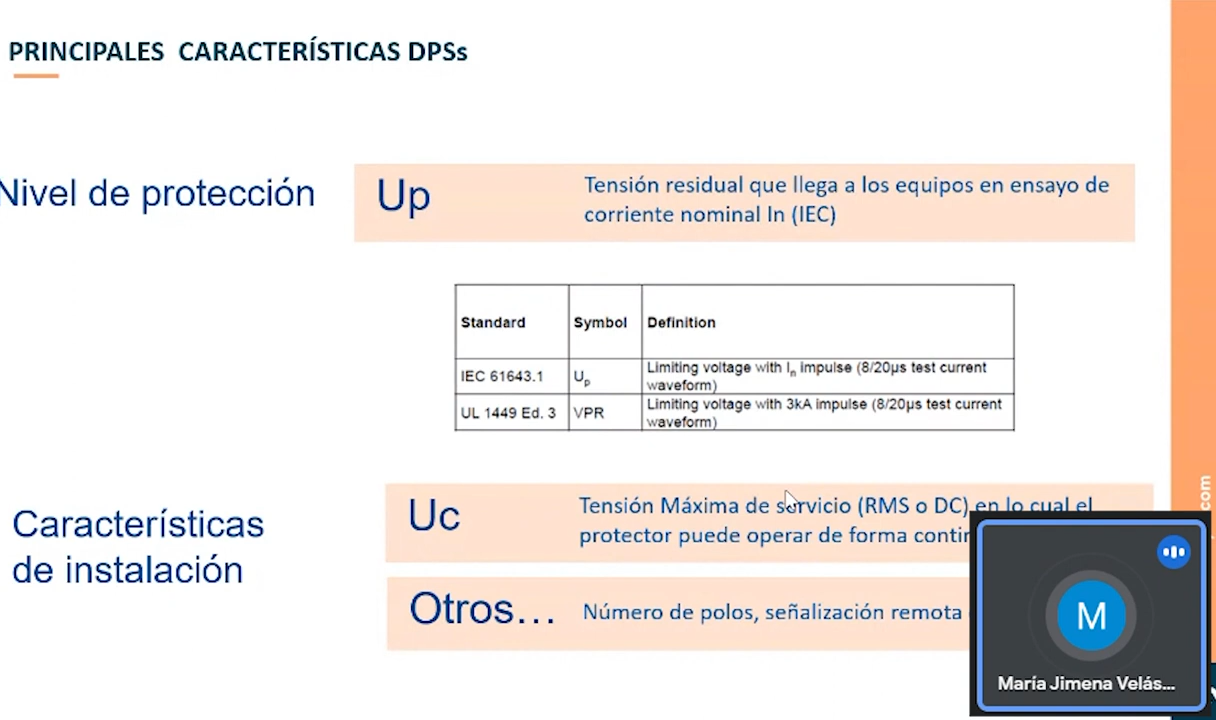 PRINCIPALES CARACTERÍSTICAS DPSs
Nivel de protección
Up
Tensión residual que llega a los equipos en ensayo de
corriente nominal In (IEC)
Standard Symbol Definition
IEC 61643.1 Up Limiting voltage with In impulse (8/20µs test current
waveform)
UL 1449 Ed. 3 VPR Limiting voltage with 3kA impulse (8/20µs test current
waveform)
Características
de instalación
Uc
Tensión Máxima de servicio (RMS o DC) en lo cual el
protector puede operar de forma
Otros...
Número de polos, señalización remota
.com
M
María Jimena Velás...